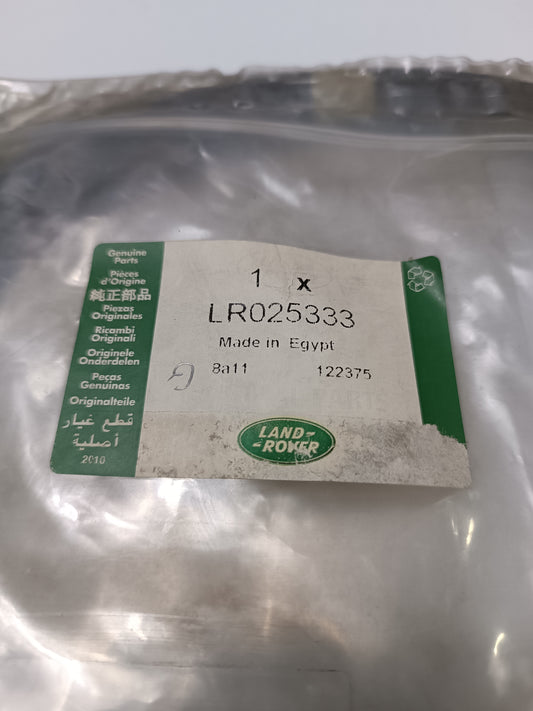 Genuine
Parts
Pièces
d'Origine
純正部品
Piezas
Originales
Ricambi
Originali
Originele
Onderdelen
Peças
Genuinas
Originalteile
قطع غيار
أصلية
2010
1 x
LR025333
Made in Egypt
8a11 122375
LAND-
-ROVER